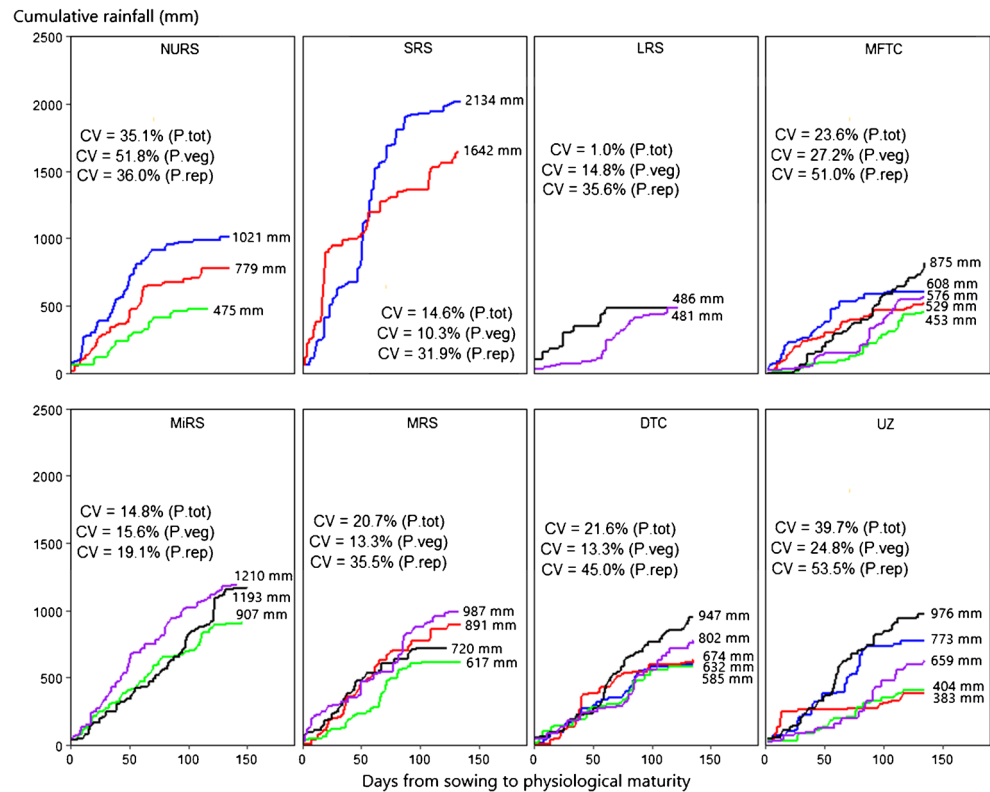 Cumulative rainfall (mm)
2500
2000
1500
1000
500
0
NURS
CV = 35.1% (P.tot)
CV = 51.8% (P.veg)
CV = 36.0% (P.rep)
1021 mm
779 mm
475 mm
SRS
2134 mm
1642 mm
CV = 14.6% (P.tot)
CV = 10.3% (P.veg)
CV = 31.9% (P.rep)
LRS
CV = 1.0% (P.tot)
CV = 14.8% (P.veg)
CV = 35.6% (P.rep)
486 mm
481 mm
MFTC
CV = 23.6% (P.tot)
CV = 27.2% (P.veg)
CV = 51.0% (P.rep)
875 mm
608 mm
576 mm
529 mm
453 mm
2500
2000
1500
1000
500
0
MiRS
CV = 14.8% (P.tot)
CV = 15.6% (P.veg)
CV = 19.1% (P.rep)
1210 mm
1193 mm
907 mm
0 50 100 150
MRS
CV = 20.7% (P.tot)
CV = 13.3% (P.veg)
CV = 35.5% (P.rep)
987 mm
891 mm
720 mm
617 mm
0 50 100 150
DTC
CV = 21.6% (P.tot)
CV = 13.3% (P.veg)
CV = 45.0% (P.rep)
947 mm
802 mm
674 mm
632 mm
585 mm
0 50 100 150
UZ
CV = 39.7% (P.tot)
CV = 24.8% (P.veg)
CV = 53.5% (P.rep)
976 mm
773 mm
659 mm
404 mm
383 mm
0 50 100 150
Days from sowing to physiological maturity